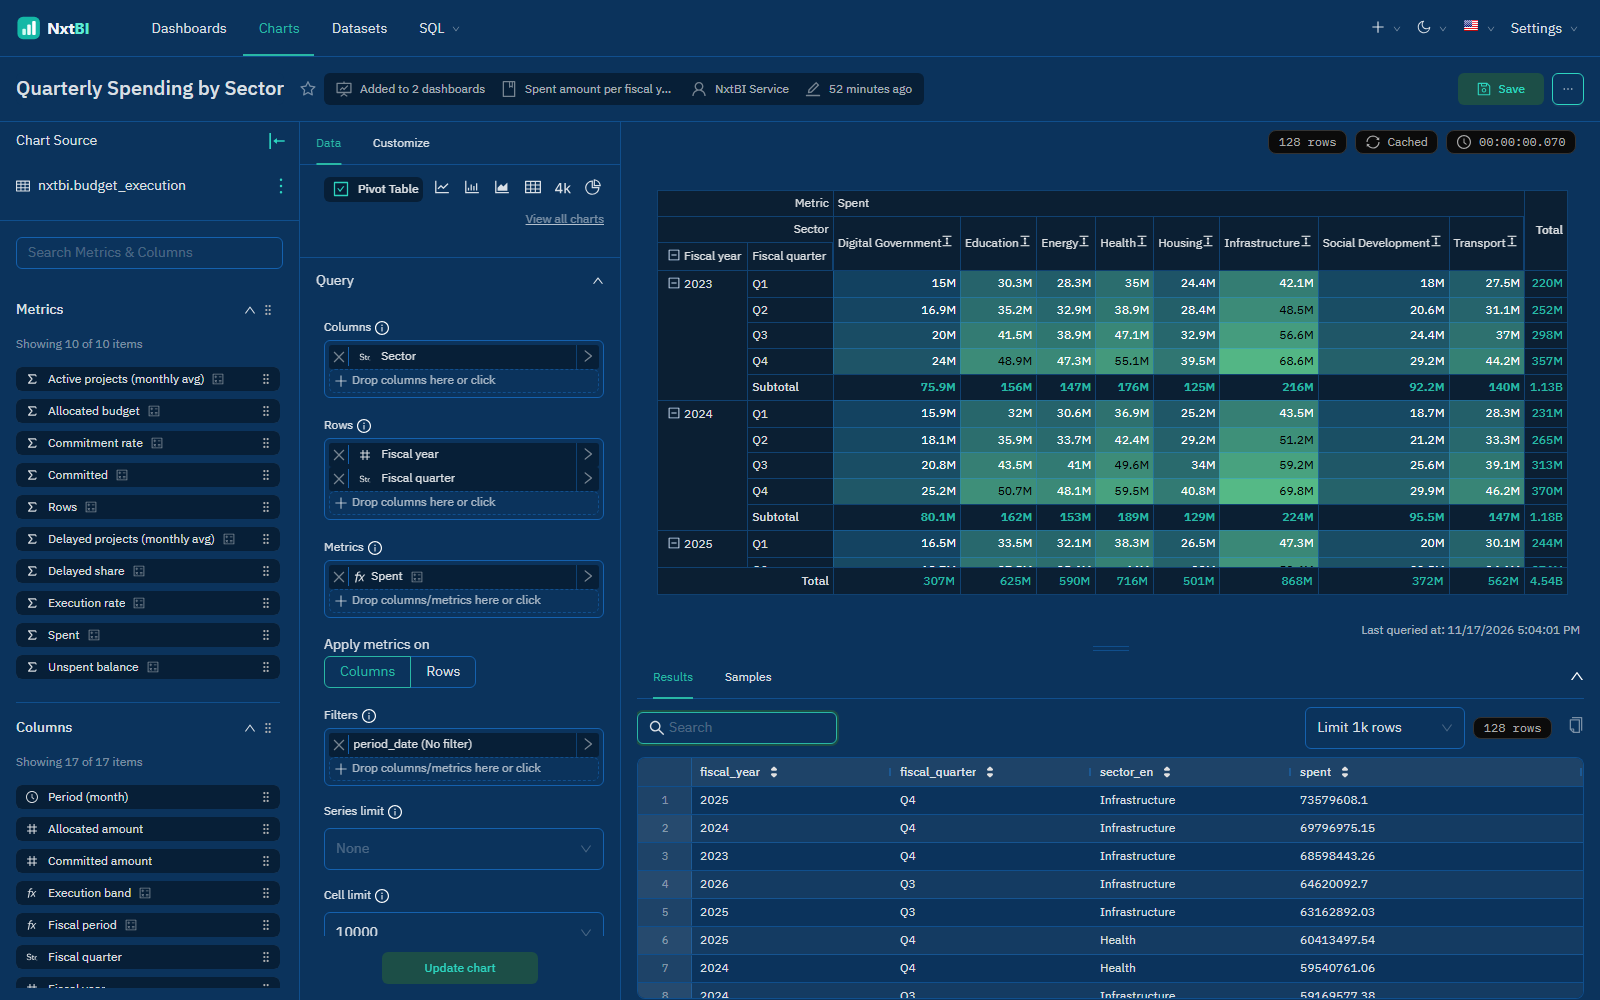 NxtBI
Dashboards
Charts
Datasets
SQL
Settings
Quarterly Spending by Sector
Added to 2 dashboards
Spent amount per fiscal y...
NxtBI Service
52 minutes ago
Save
Chart Source
nxtbi.budget_execution
Search Metrics & Columns
Metrics
Showing 10 of 10 items
Active projects (monthly avg)
Allocated budget
Commitment rate
Committed
Rows
Delayed projects (monthly avg)
Delayed share
Execution rate
Spent
Unspent balance
Columns
Showing 17 of 17 items
Period (month)
Allocated amount
Committed amount
fx Execution band
fx Fiscal period
Str Fiscal quarter
Data
Customize
Pivot Table
4k
View all charts
Query
Columns
Str Sector
Drop columns here or click
Rows
# Fiscal year
Str Fiscal quarter
Drop columns here or click
Metrics
fx Spent
Drop columns/metrics here or click
Apply metrics on
Columns Rows
Filters
period_date (No filter)
Drop columns/metrics here or click
Series limit
None
Cell limit
10000
Update chart
128 rows
Cached
00:00:00.070
Metric Spent
Sector Digital Government Education Energy Health Housing Infrastructure Social Development Transport Total
Fiscal year Fiscal quarter
2023 Q1 15M 30.3M 28.3M 35M 24.4M 42.1M 18M 27.5M 220M
Q2 16.9M 35.2M 32.9M 38.9M 28.4M 48.5M 20.6M 31.1M 252M
Q3 20M 41.5M 38.9M 47.1M 32.9M 56.6M 24.4M 37M 298M
Q4 24M 48.9M 47.3M 55.1M 39.5M 68.6M 29.2M 44.2M 357M
Subtotal 75.9M 156M 147M 176M 125M 216M 92.2M 140M 1.13B
2024 Q1 15.9M 32M 30.6M 36.9M 25.2M 43.5M 18.7M 28.3M 231M
Q2 18.1M 35.9M 33.7M 42.4M 29.2M 51.2M 21.2M 33.3M 265M
Q3 20.8M 43.5M 41M 49.6M 34M 59.2M 25.6M 39.1M 313M
Q4 25.2M 50.7M 48.1M 59.5M 40.8M 69.8M 29.9M 46.2M 370M
Subtotal 80.1M 162M 153M 189M 129M 224M 95.5M 147M 1.18B
2025 Q1 16.5M 33.5M 32.1M 38.3M 26.5M 47.3M 20M 30.1M 244M
Total 307M 625M 590M 716M 501M 868M 372M 562M 4.54B
Last queried at: 11/17/2026 5:04:01 PM
Results
Samples
Search
Limit 1k rows
128 rows
fiscal_year fiscal_quarter sector_en spent
1 2025 Q4 Infrastructure 73579608.1
2 2024 Q4 Infrastructure 69796975.15
3 2023 Q4 Infrastructure 68598443.26
4 2026 Q3 Infrastructure 64620092.7
5 2025 Q3 Infrastructure 63162892.03
6 2025 Q4 Health 60413497.54
7 2024 Q4 Health 59540761.06
8 2024 Q3 Infrastructure 59169577.38